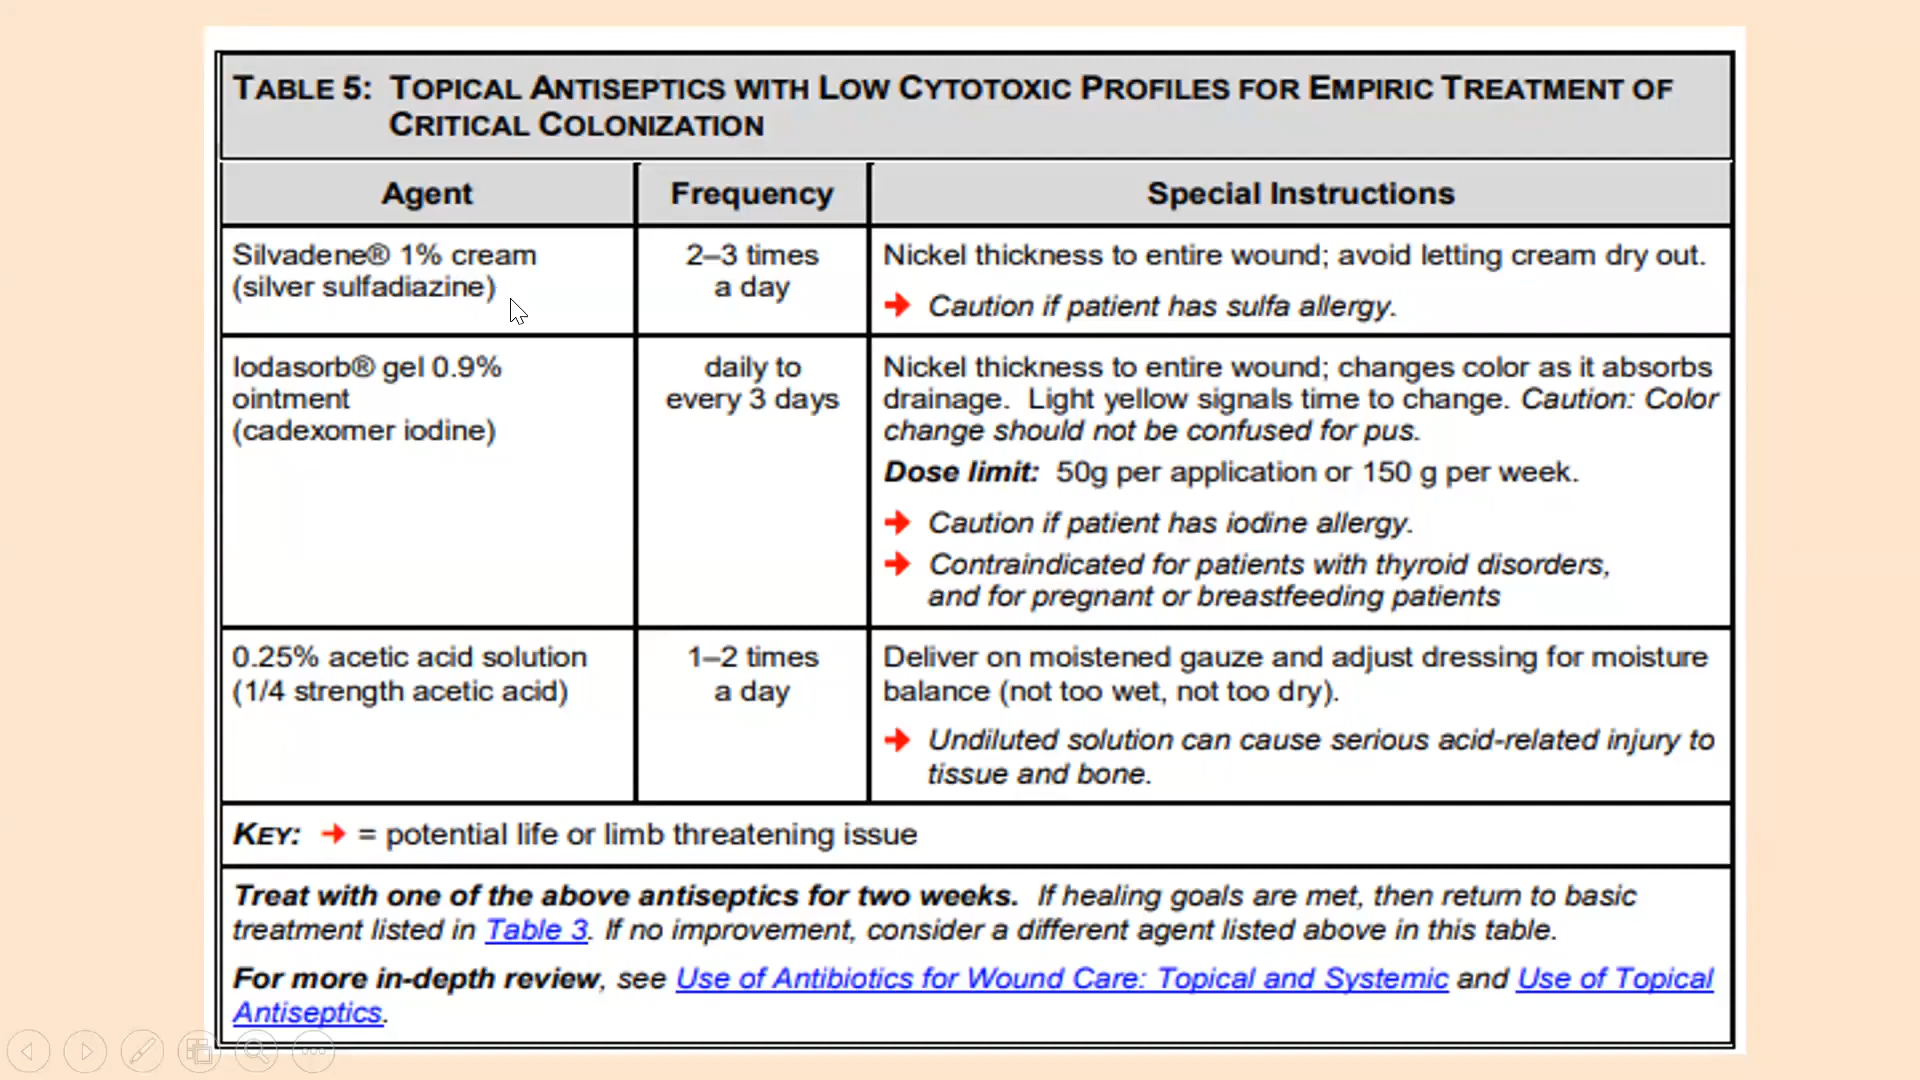 TABLE 5: TOPICAL ANTISEPTICS WITH LOW CYTOTOXIC PROFILES FOR EMPIRIC TREATMENT OF
CRITICAL COLONIZATION
Agent
Frequency
Special Instructions
Silvadene® 1% cream
(silver sulfadiazine)
2–3 times
a day
Nickel thickness to entire wound; avoid letting cream dry out.
➔ Caution if patient has sulfa allergy.
Iodasorb® gel 0.9%
ointment
(cadexomer iodine)
daily to
every 3 days
Nickel thickness to entire wound; changes color as it absorbs
drainage. Light yellow signals time to change. Caution: Color
change should not be confused for pus.
Dose limit: 50g per application or 150 g per week.
➔ Caution if patient has iodine allergy.
➔ Contraindicated for patients with thyroid disorders,
and for pregnant or breastfeeding patients
0.25% acetic acid solution
(1/4 strength acetic acid)
1–2 times
a day
Deliver on moistened gauze and adjust dressing for moisture
balance (not too wet, not too dry).
➔ Undiluted solution can cause serious acid-related injury to
tissue and bone.
KEY: ➔ = potential life or limb threatening issue
Treat with one of the above antiseptics for two weeks. If healing goals are met, then return to basic
treatment listed in Table 3. If no improvement, consider a different agent listed above in this table.
For more in-depth review, see Use of Antibiotics for Wound Care: Topical and Systemic and Use of Topical
Antiseptics.